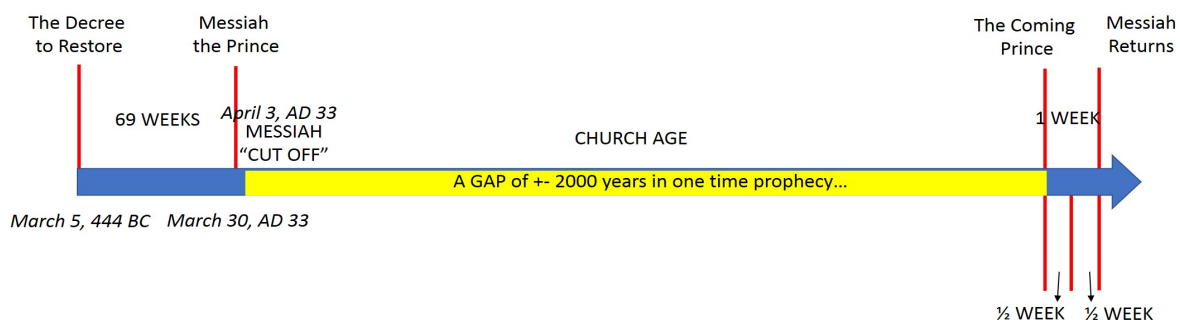 The Decree
to Restore
Messiah
the Prince
The Coming
Prince
Messiah
Returns
69 WEEKS
April 3, AD 33
MESSIAH
“CUT OFF”
CHURCH AGE
1 WEEK
A GAP of +- 2000 years in one time prophecy...
March 5, 444 BC
March 30, AD 33
½ WEEK
½ WEEK